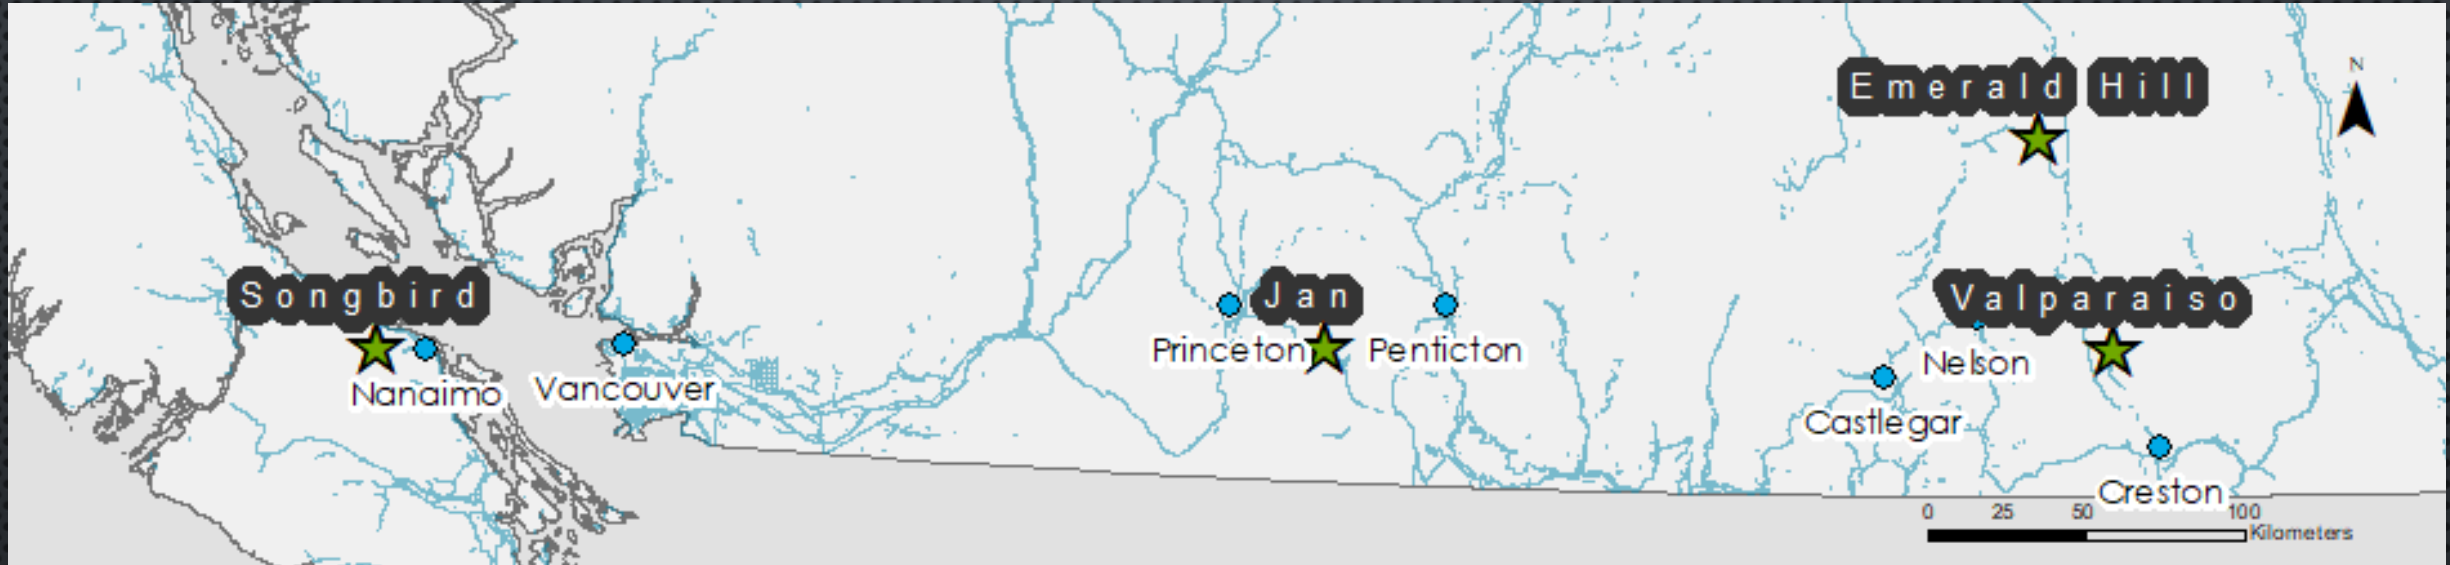 N
Emerald Hill
Songbird
Jan
Valparaiso
Princeton
Penticton
Nelson
Nanaimo
Vancouver
Castlegar
Creston
0 25 50 100
Kilometers